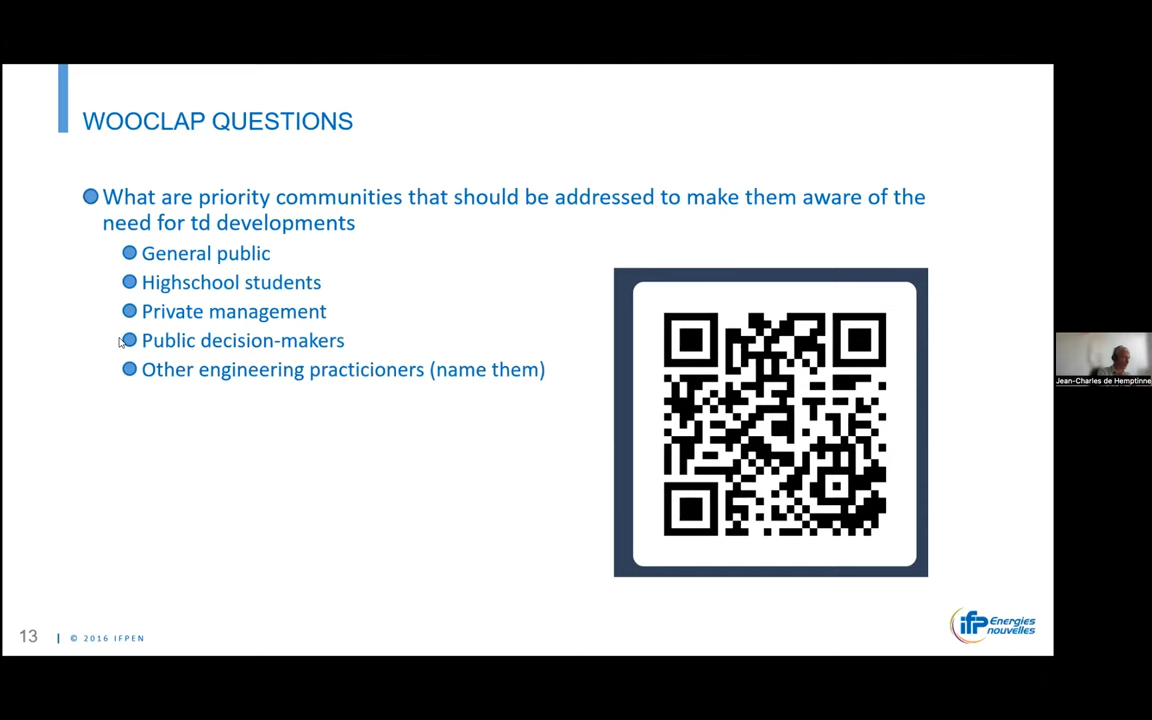 WOOCLAP QUESTIONS
What are priority communities that should be addressed to make them aware of the
need for td developments
General public
Highschool students
Private management
Public decision-makers
Other engineering practicioners (name them)
Jean-Charles de Hemptinne
13 | © 2016 IFPEN
ifp Energies
nouvelles